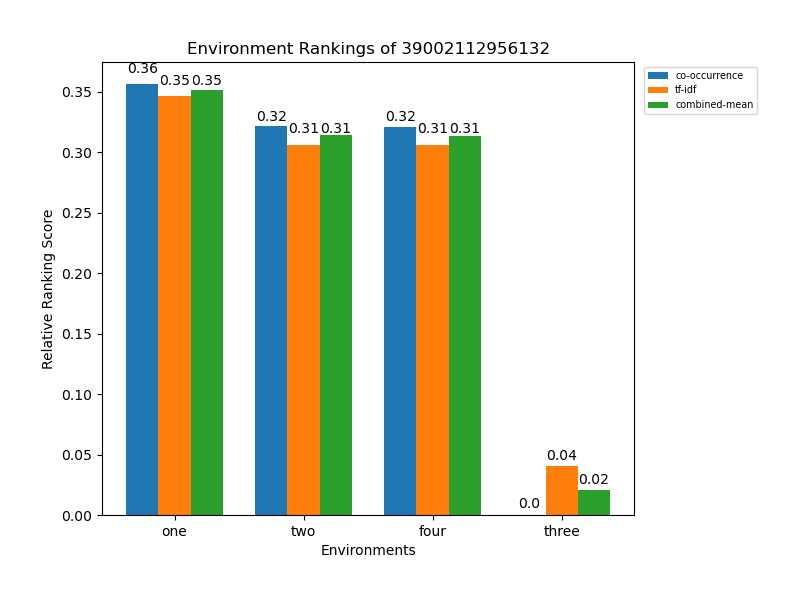 Environment Rankings of 39002112956132
co-occurrence
tf-idf
combined-mean
0.36
0.35
0.35
0.32
0.31
0.31
0.32
0.31
0.31
0.0
0.04
0.02
0.35
0.30
0.25
0.20
0.15
0.10
0.05
0.00
Relative Ranking Score
one two four three
Environments